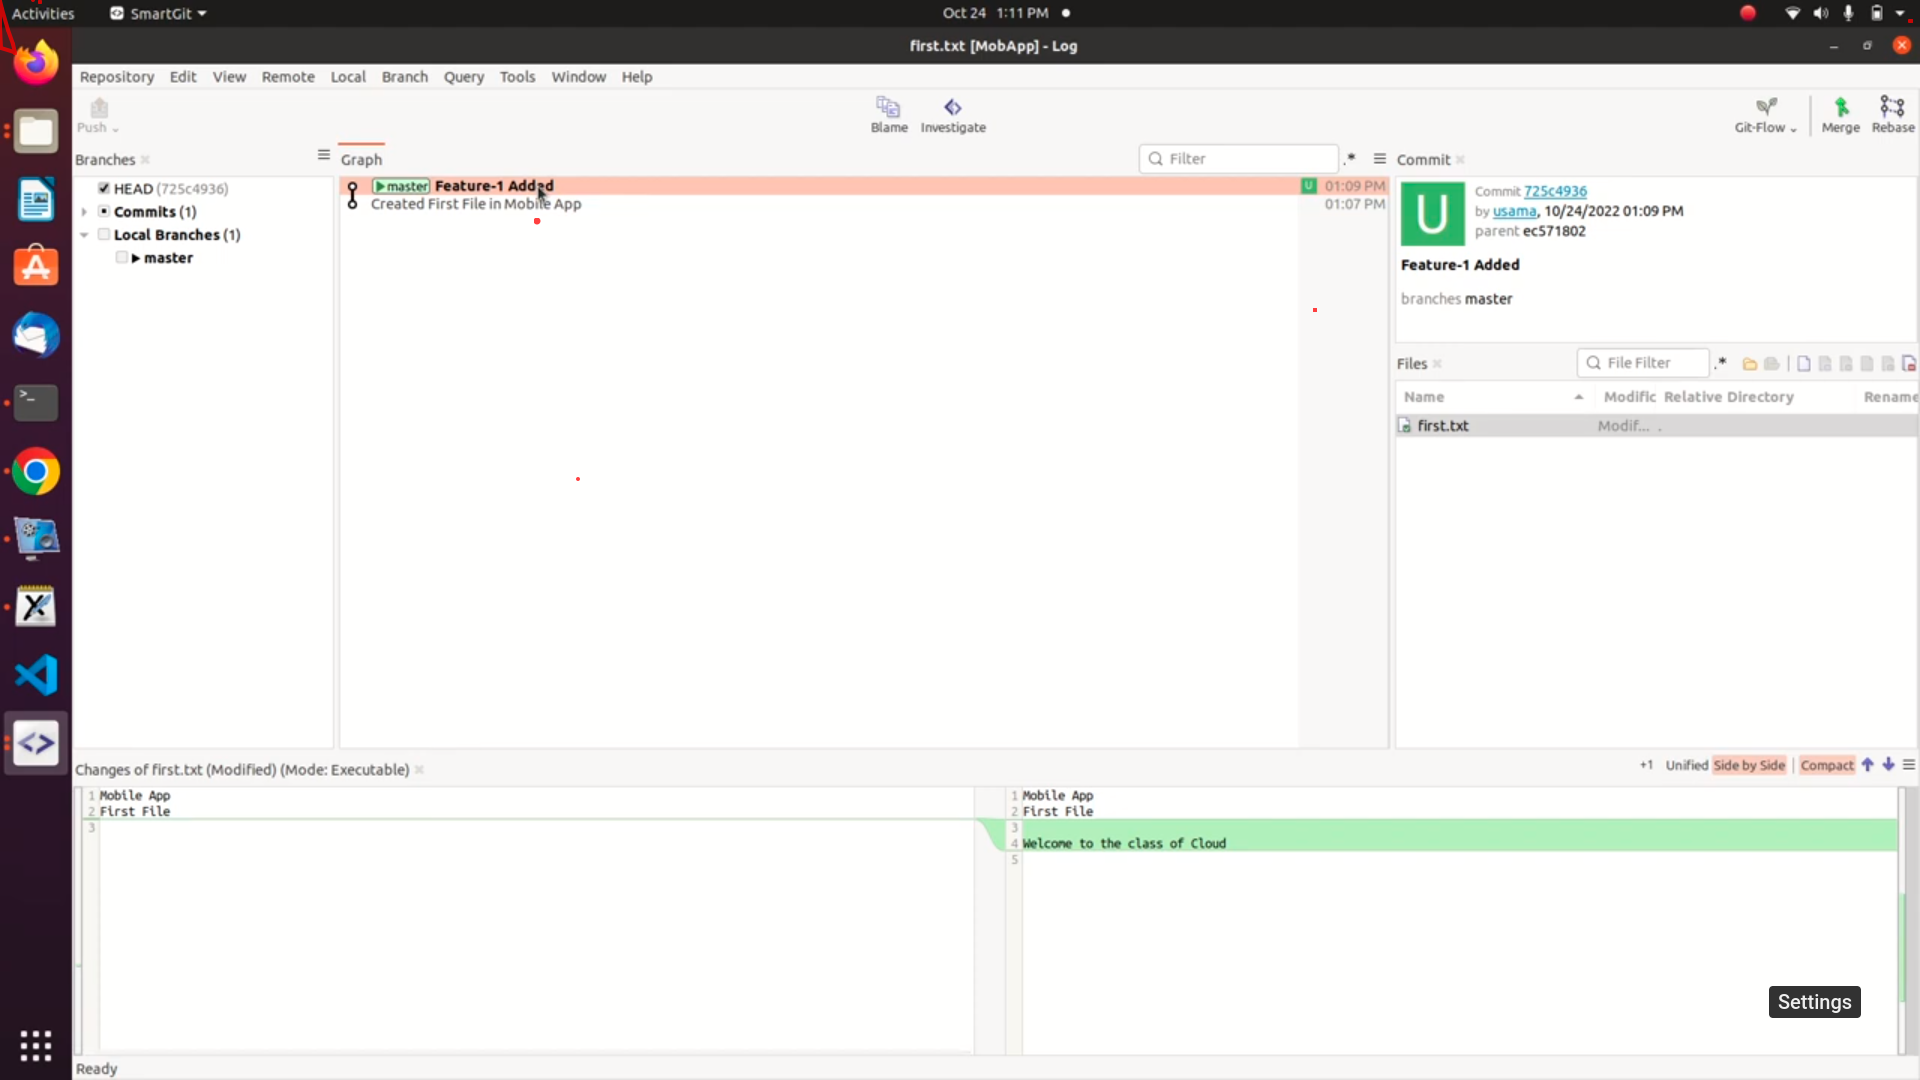 Activities SmartGit Oct 24 1:11 PM
first.txt [MobApp] - Log
Repository Edit View Remote Local Branch Query Tools Window Help
Push Blame Investigate Git-Flow Merge Rebase
Branches
HEAD (725c4936)
Commits (1)
Local Branches (1)
master
Graph Filter .*
master Feature-1 Added U 01:09 PM
Created First File in Mobile App 01:07 PM
Commit
U
Commit 725c4936
by usama, 10/24/2022 01:09 PM
parent ec571802
Feature-1 Added
branches master
Files File Filter .*
Name Modific Relative Directory Rename
first.txt Modif... .
Changes of first.txt (Modified) (Mode: Executable) +1 Unified Side by Side Compact
1 Mobile App
2 First File
3
1 Mobile App
2 First File
3
4 Welcome to the class of Cloud
5
Settings
Ready